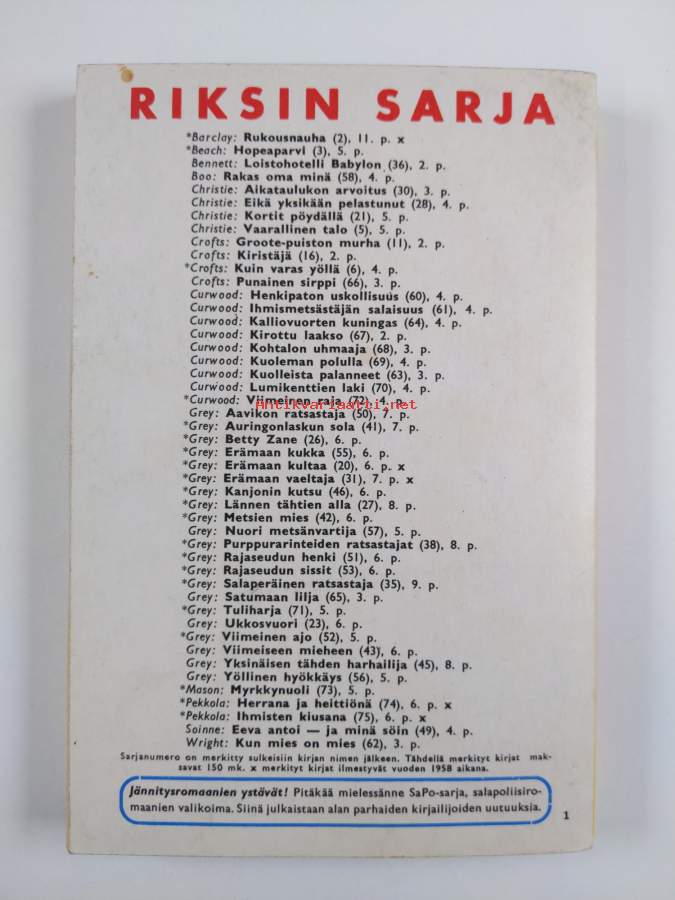 RIKSIN SARJA
*Barclay: Rukousnauha (2), 11. p. x
*Beach: Hopeaparvi (3), 5. p.
Bennett: Loistohotelli Babylon (36), 2. p.
Boo: Rakas oma minä (58), 4. p.
Christie: Aikataulukon arvoitus (30), 3. p.
Christie: Eikä yksikään pelastunut (28), 4. p.
Christie: Kortit pöydällä (21), 5. p.
Christie: Vaarallinen talo (5), 5. p.
Crofts: Groote-puiston murha (11), 2. p.
Crofts: Kiristäjä (16), 2. p.
*Crofts: Kuin varas yöllä (6), 4. p.
Crofts: Punainen sirppi (66), 3. p.
Curwood: Henkipaton uskollisuus (60), 4. p.
Curwood: Ihmismetsästäjän salaisuus (61), 4. p.
Curwood: Kalliovuorten kuningas (64), 4. p.
Curwood: Kirottu laakso (67), 2. p.
Curwood: Kohtalon uhmaaja (68), 3. p.
Curwood: Kuoleman polulla (69), 4. p.
Curwood: Kuolleista palanneet (63), 3. p.
Curwood: Lumikenttien laki (70), 4. p.
*Curwood: Viimeinen raja (72), 4. p.
Antikvariaatti.net
Grey: Aavikon ratsastaja (50), 7. p.
*Grey: Auringonlaskun sola (41), 7. p.
*Grey: Betty Zane (26), 6. p.
*Grey: Erämaan kukka (55), 6. p.
*Grey: Erämaan kultaa (20), 6. p. x
*Grey: Erämaan vaeltaja (31), 7. p. x
*Grey: Kanjonin kutsu (46), 6. p.
*Grey: Lännen tähtien alla (27), 8. p.
*Grey: Metsien mies (42), 6. p.
Grey: Nuori metsänvartija (57), 5. p.
*Grey: Purppurarinteiden ratsastajat (38), 8. p.
*Grey: Rajaseudun henki (51), 6. p.
*Grey: Rajaseudun sissit (53), 6. p.
*Grey: Salaperäinen ratsastaja (35), 9. p.
Grey: Satumaan lilja (65), 3. p.
*Grey: Tuliharja (71), 5. p.
Grey: Ukkosvuori (23), 6. p.
*Grey: Viimeinen ajo (52), 5. p.
Grey: Viimeiseen mieheen (43), 6. p.
Grey: Yksinäisen tähden harhailija (45), 8. p.
Grey: Yöllinen hyökkäys (56), 5. p.
*Mason: Myrkkynuoli (73), 5. p.
*Pekkola: Herrana ja heittiönä (74), 6. p. x
*Pekkola: Ihmisten kiusana (75), 6. p. x
Soinne: Eeva antoi — ja minä söin (49), 4. p.
Wright: Kun mies on mies (62), 3. p.
Sarjanumero on merkitty sulkeisiin kirjan nimen jälkeen. Tähdellä merkityt kirjat mak-
savat 150 mk. x merkityt kirjat ilmestyvät vuoden 1958 aikana.
Jännitysromaanien ystävät! Pitäkää mielessänne SaPo-sarja, salapoliisiro-
maanien valikoima. Siinä julkaistaan alan parhaiden kirjailijoiden uutuuksia.
1